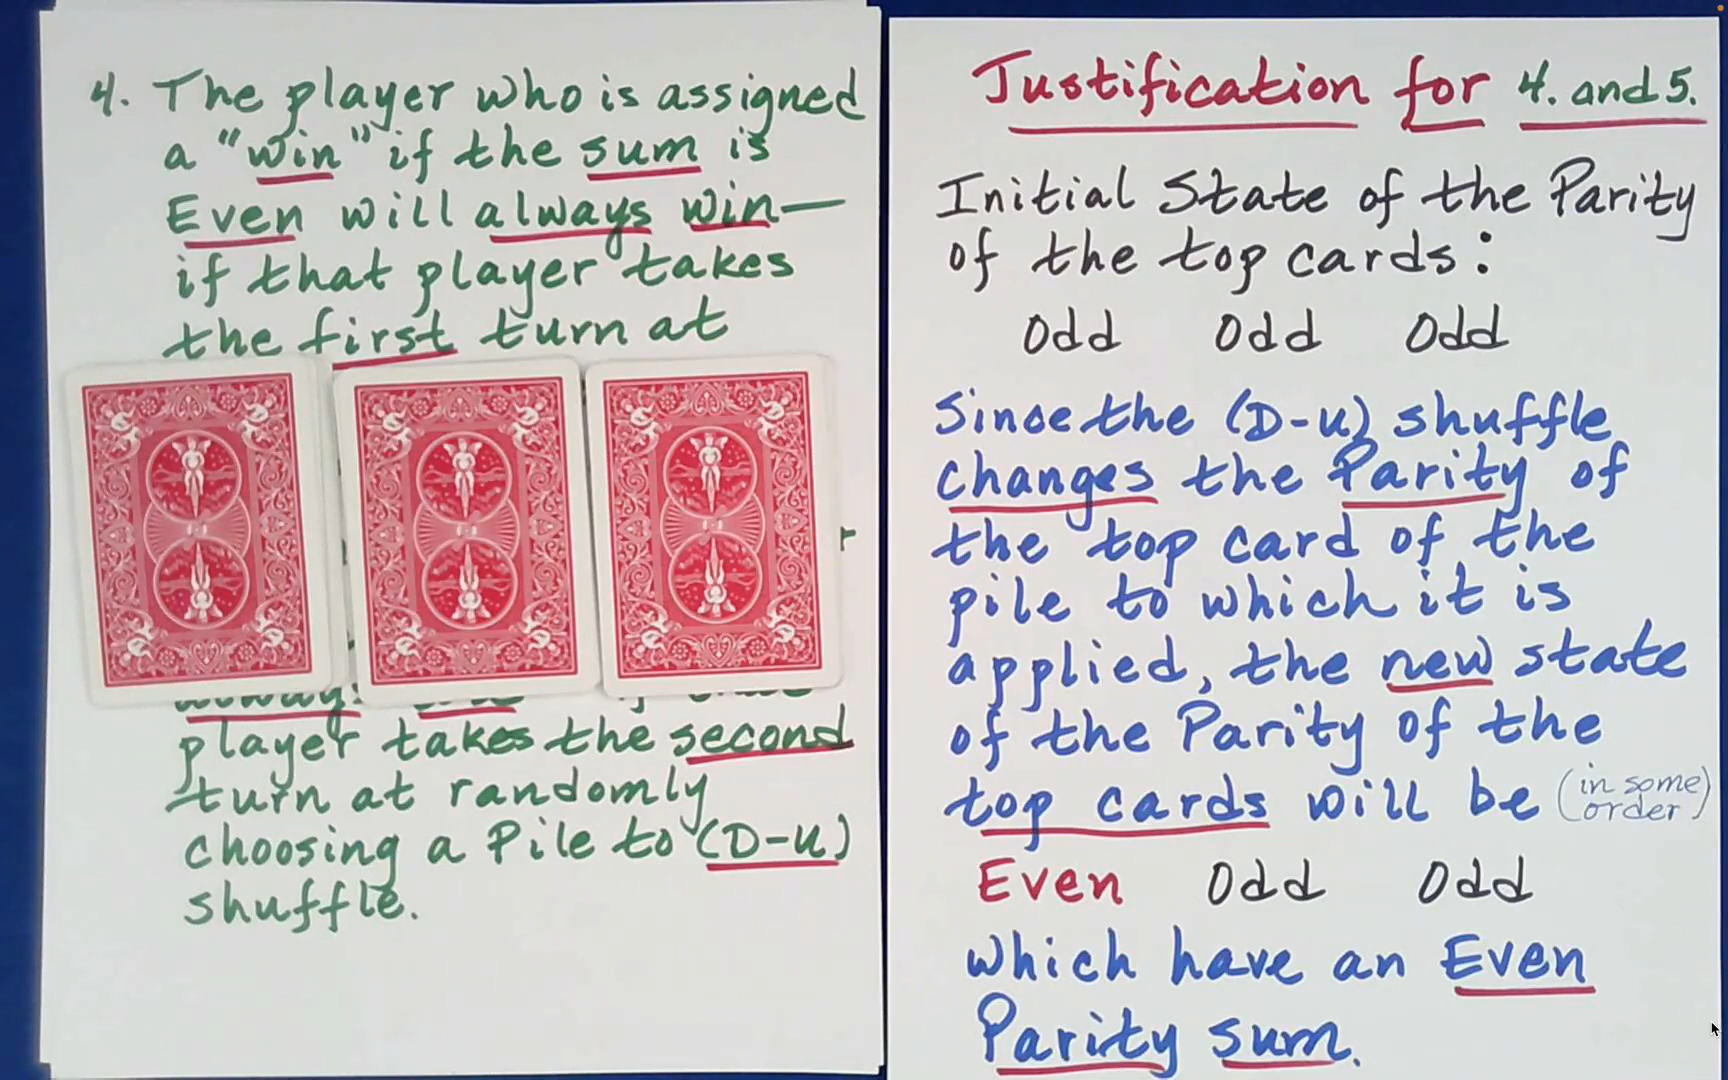 4. The player who is assigned
a "win" if the sum is
Even will always win—
if that player takes
the first turn at
always
player takes the second
turn at randomly
choosing a Pile to (D-U)
shuffle.
Justification for 4. and 5.
Initial State of the Parity
of the top cards:
Odd Odd Odd
Since the (D-U) shuffle
changes the Parity of
the top card of the
pile to which it is
applied, the new state
of the Parity of the
top cards will be (in some order)
Even Odd Odd
which have an Even
Parity sum.